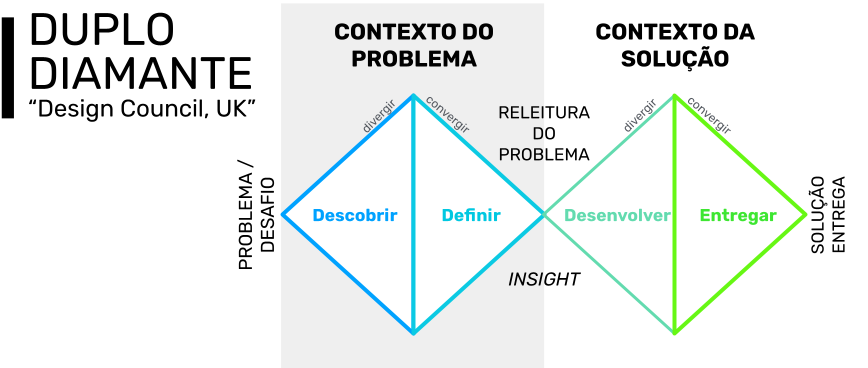 DUPLO
DIAMANTE
“Design Council, UK”
CONTEXTO DO
PROBLEMA
CONTEXTO DA
SOLUÇÃO
divergir
convergir
RELEITURA
DO
PROBLEMA
divergir
convergir
PROBLEMA /
DESAFIO
Descobrir
Definir
Desenvolver
Entregar
SOLUÇÃO
ENTREGA
INSIGHT